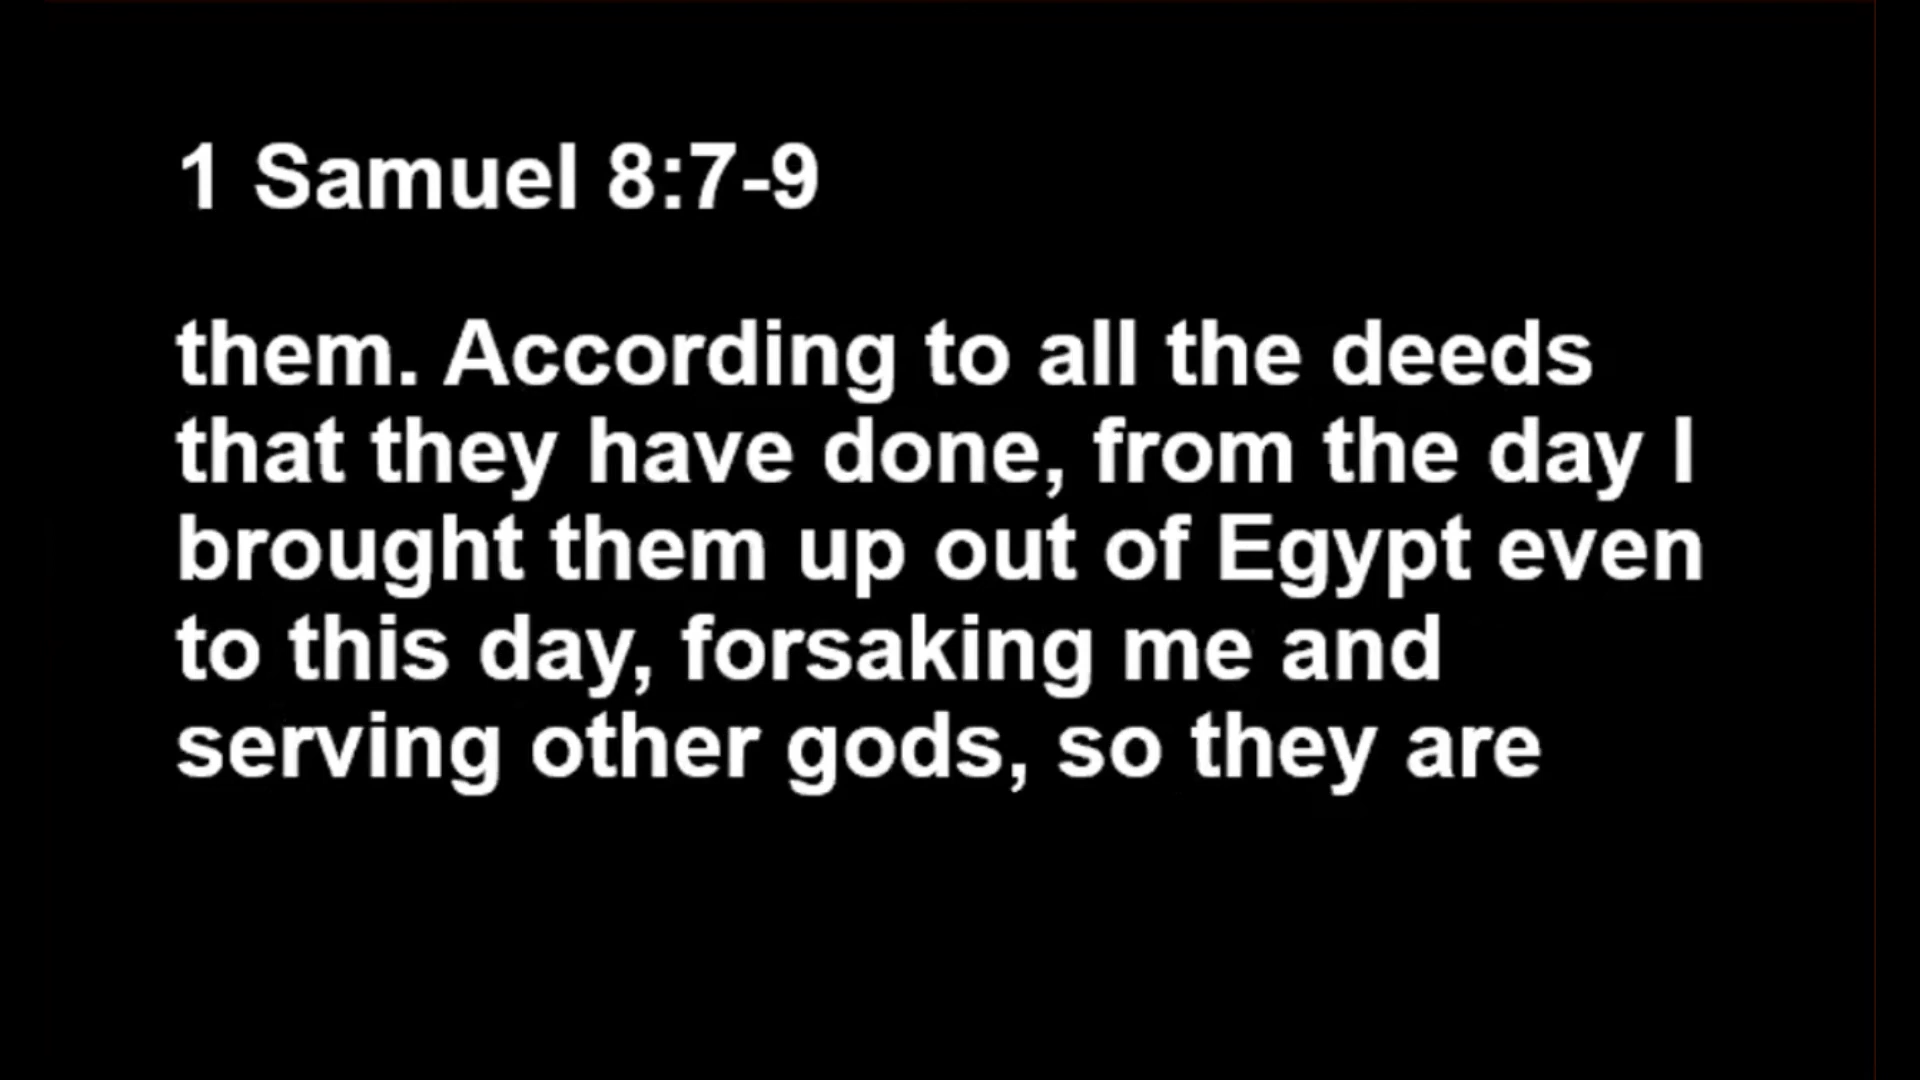 1 Samuel 8:7-9
them. According to all the deeds
that they have done, from the day I
brought them up out of Egypt even
to this day, forsaking me and
serving other gods, so they are